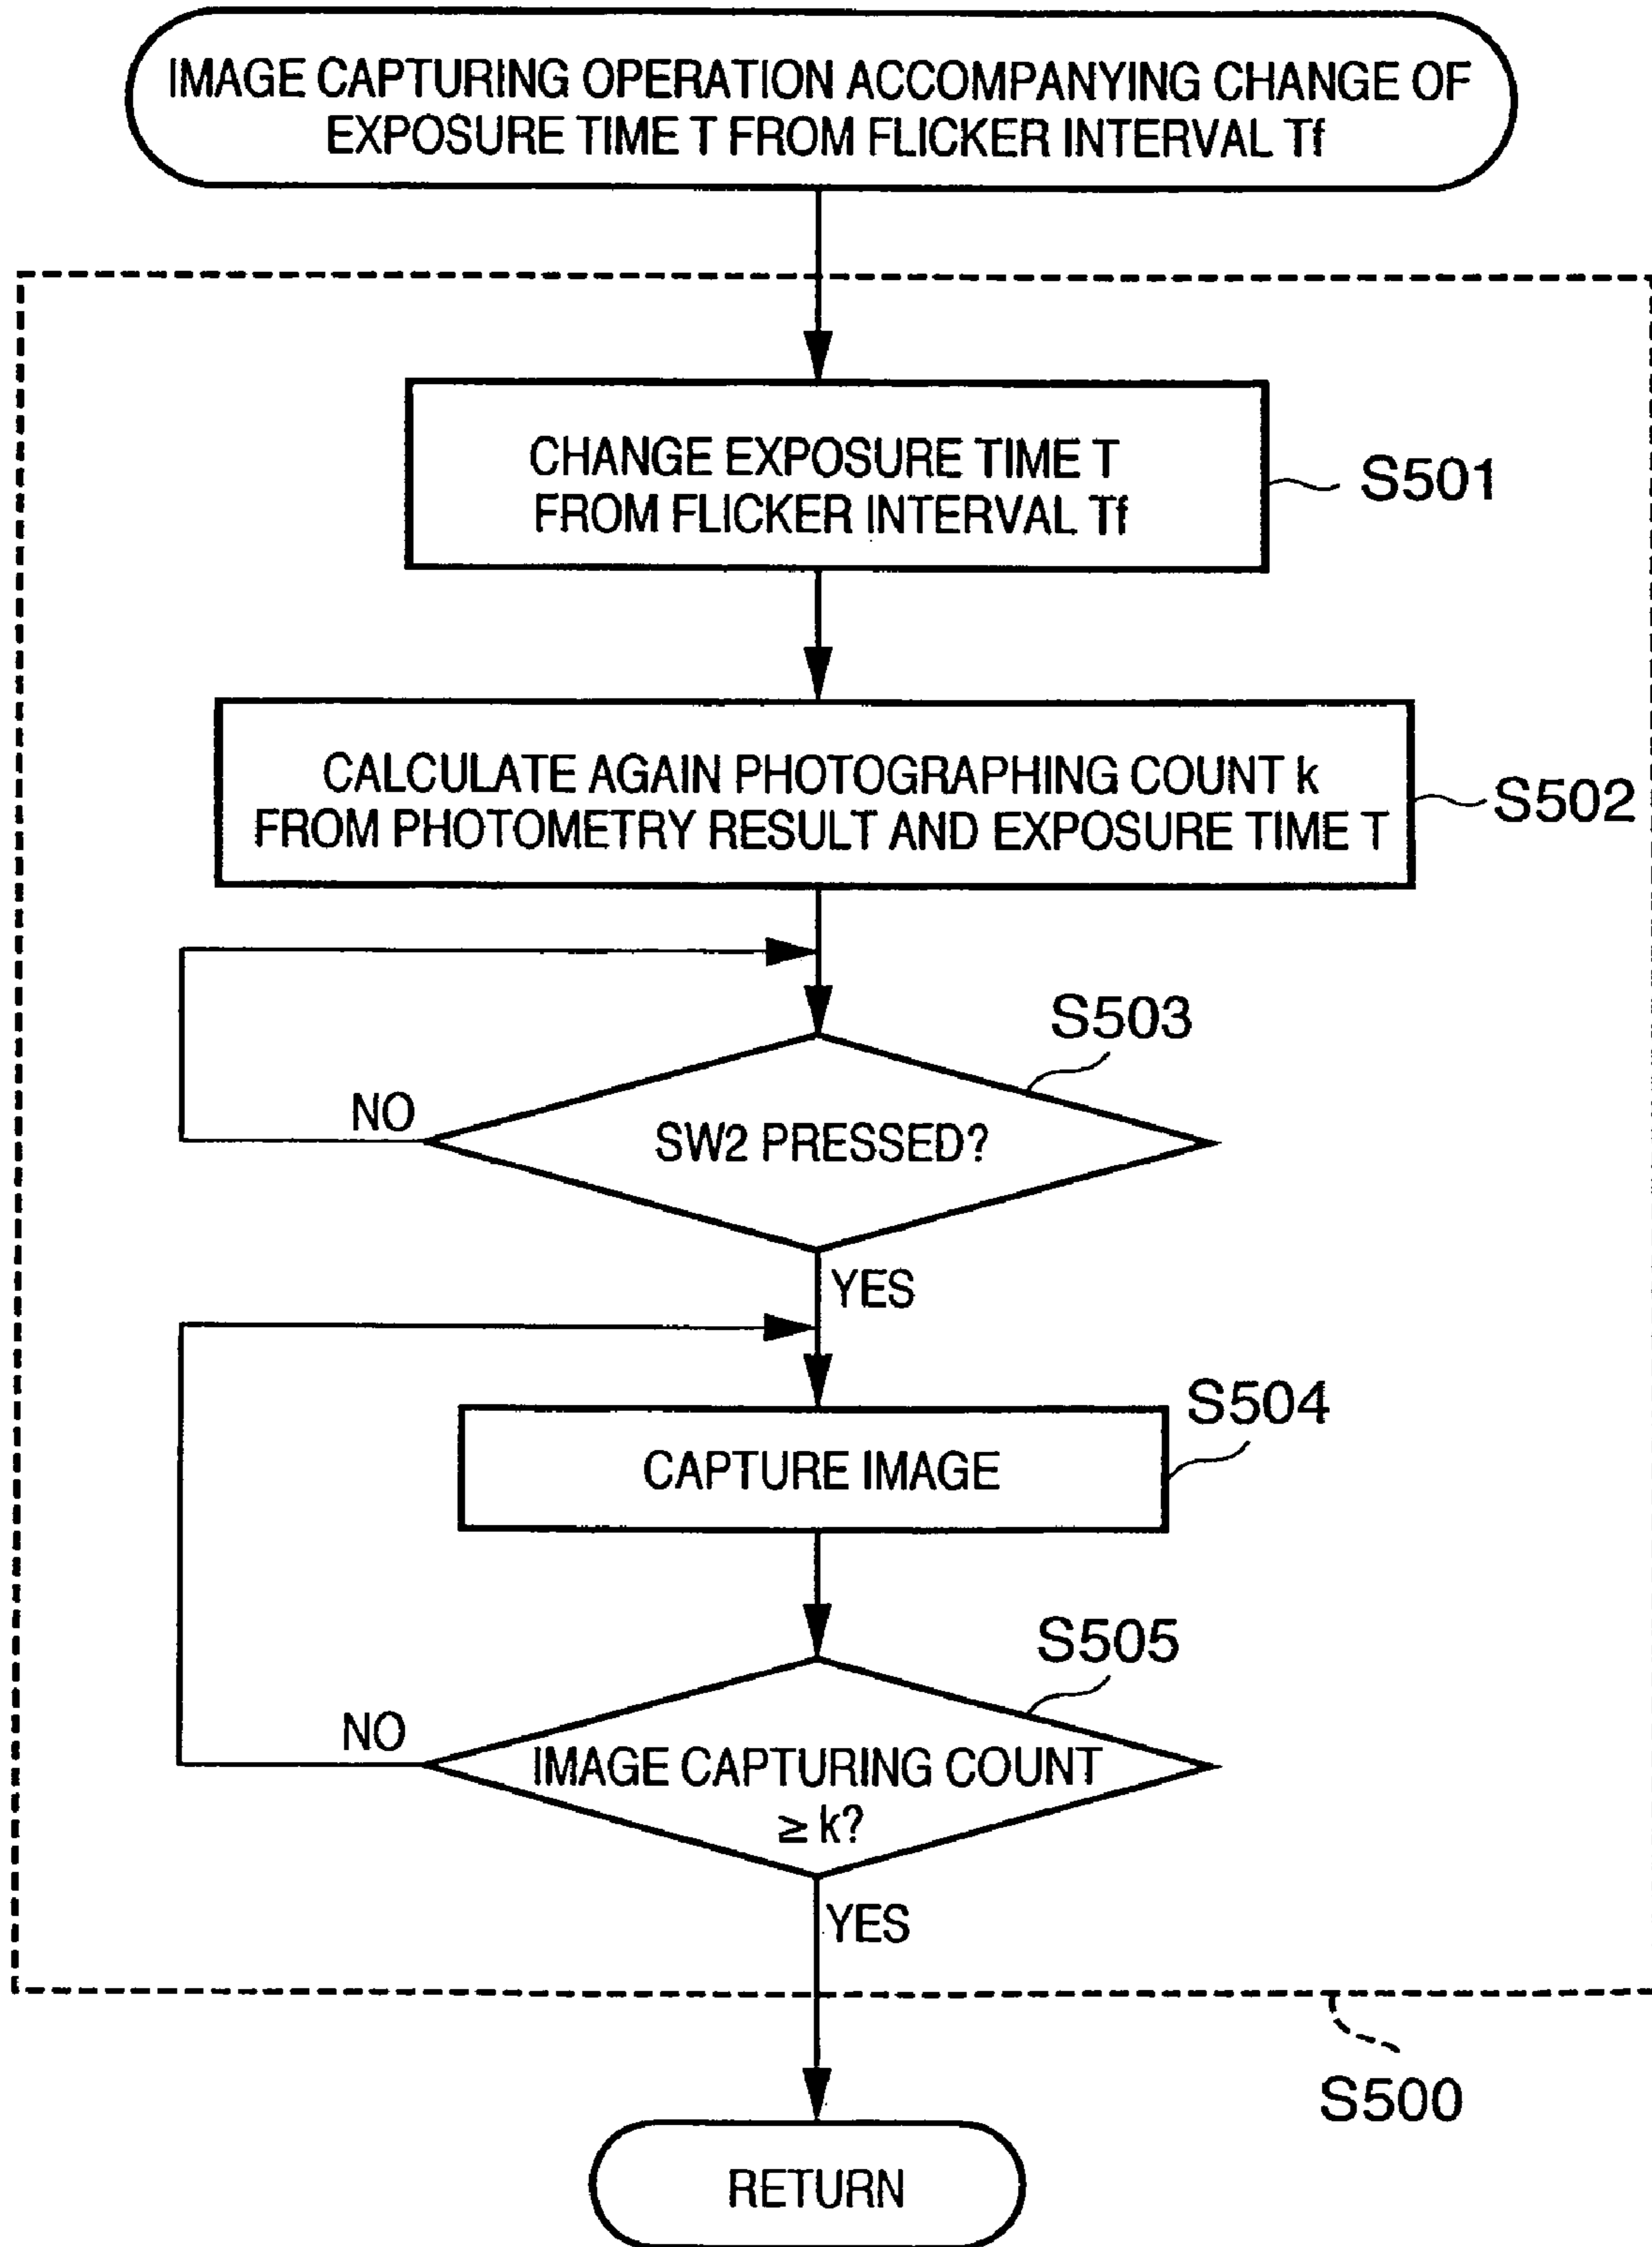 IMAGE CAPTURING OPERATION ACCOMPANYING CHANGE OF
EXPOSURE TIME T FROM FLICKER INTERVAL Tf
CHANGE EXPOSURE TIME T
FROM FLICKER INTERVAL Tf
S501
CALCULATE AGAIN PHOTOGRAPHING COUNT k
FROM PHOTOMETRY RESULT AND EXPOSURE TIME T
S502
S503
NO
SW2 PRESSED?
YES
S504
CAPTURE IMAGE
S505
NO
IMAGE CAPTURING COUNT
≥ k?
YES
S500
RETURN